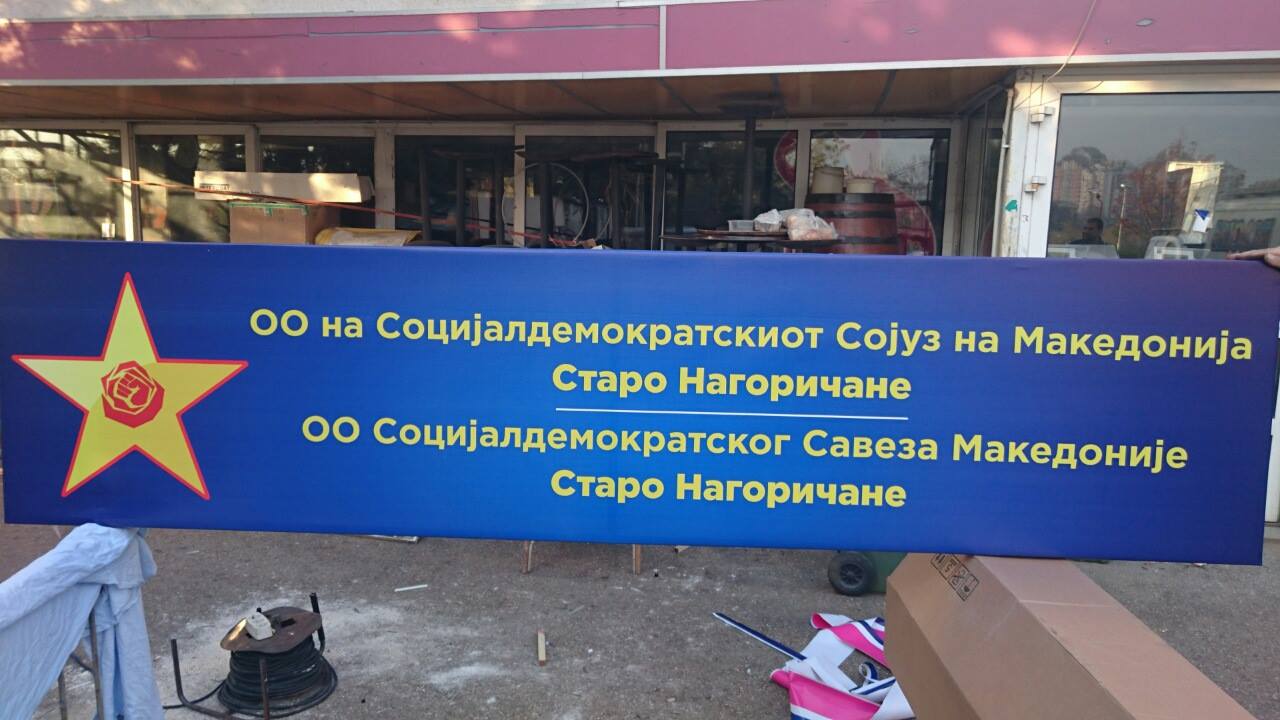 ОО на Социјалдемократскиот Сојуз на Македонија
Старо Нагоричане
ОО Социјалдемократског Савеза Македоније
Старо Нагоричане